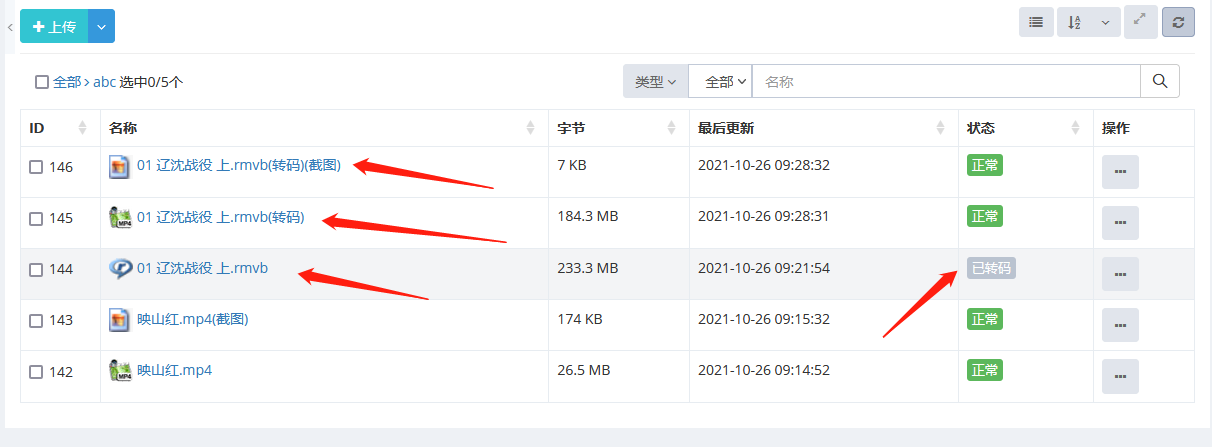 上传
全部 abc 选中0/5个 类型 全部 名称
ID 名称 字节 最后更新 状态 操作
146 01 辽沈战役 上.rmvb(转码)(截图) 7 KB 2021-10-26 09:28:32 正常
145 01 辽沈战役 上.rmvb(转码) 184.3 MB 2021-10-26 09:28:31 正常
144 01 辽沈战役 上.rmvb 233.3 MB 2021-10-26 09:21:54 已转码
143 映山红.mp4(截图) 174 KB 2021-10-26 09:15:32 正常
142 映山红.mp4 26.5 MB 2021-10-26 09:14:52 正常